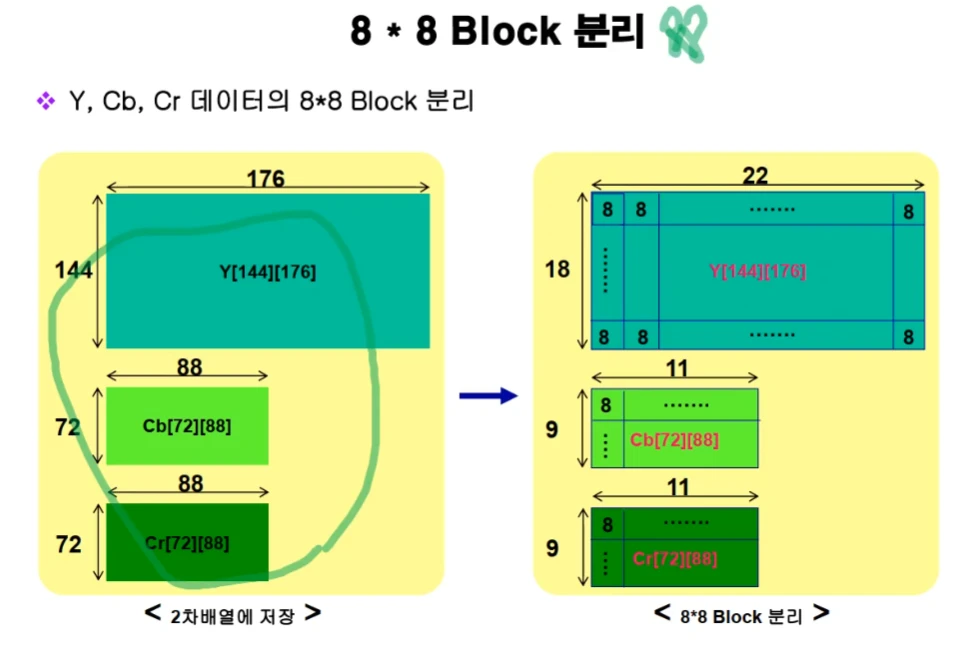 8 * 8 Block 분리
❖ Y, Cb, Cr 데이터의 8*8 Block 분리
176
144
Y[144][176]
88
72
Cb[72][88]
88
72
Cr[72][88]
< 2차배열에 저장 >
22
8 8 ······· 8
18
Y[144][176]
8 8 ······· 8
11
8 ·······
9
Cb[72][88]
11
8 ·······
9
Cr[72][88]
< 8*8 Block 분리 >